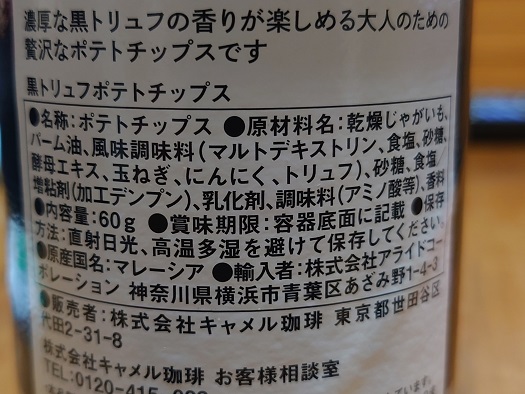 濃厚な黒トリュフの香りが楽しめる大人のための
贅沢なポテトチップスです
黒トリュフポテトチップス
●名称:ポテトチップス ●原材料名:乾燥じゃがいも、
パーム油、風味調味料(マルトデキストリン、食塩、砂糖、
酵母エキス、玉ねぎ、にんにく、トリュフ)、砂糖、食塩/
増粘剤(加工デンプン)、乳化剤、調味料(アミノ酸等)、香料
●内容量:60g ●賞味期限:容器底面に記載 ●保存
方法:直射日光、高温多湿を避けて保存してください。
●原産国名:マレーシア ●輸入者:株式会社アライドコー
ポレーション 神奈川県横浜市青葉区あざみ野1-4-3
●販売者:株式会社キャメル珈琲 東京都世田谷区
代田2-31-8
株式会社キャメル珈琲 お客様相談室
TEL:0120-415-